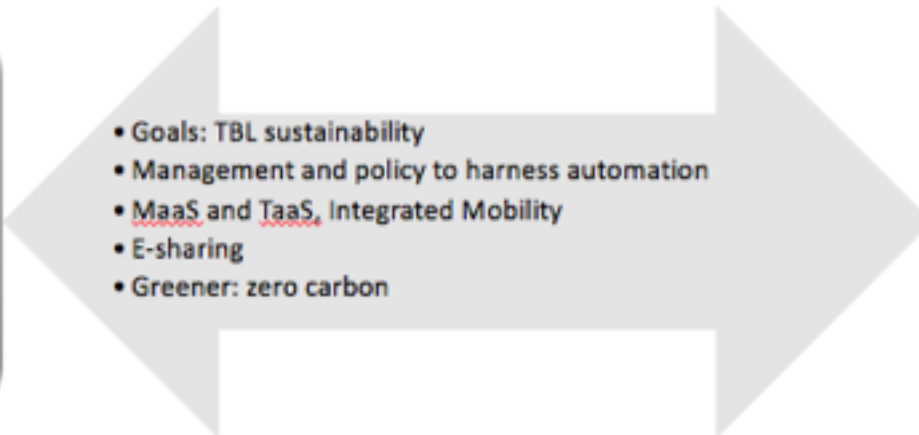 • Goals: TBL sustainability
• Management and policy to harness automation
• MaaS and TaaS, Integrated Mobility
• E-sharing
• Greener: zero carbon